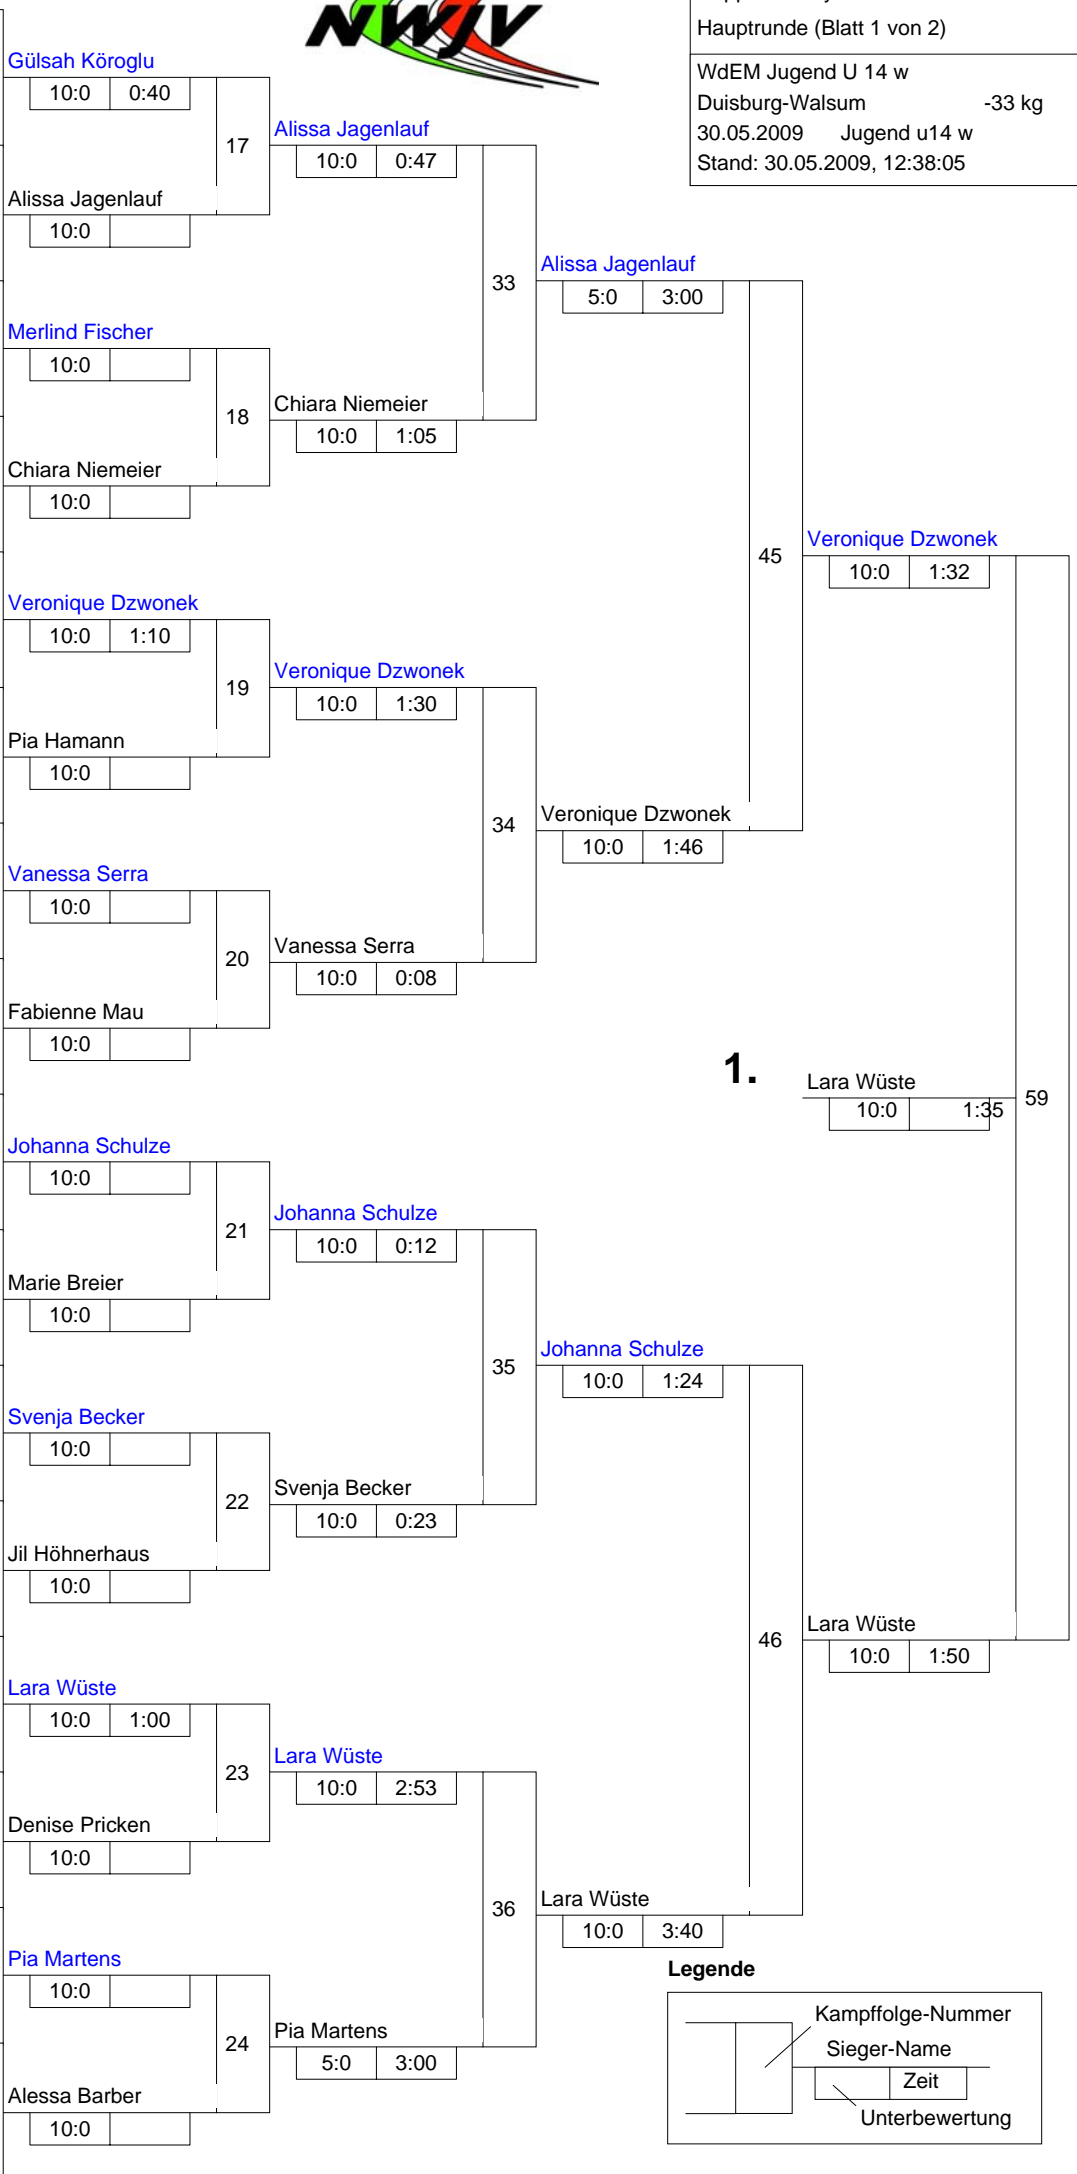 NWJV
Hauptrunde (Blatt 1 von 2)
WdEM Jugend U 14 w
Duisburg-Walsum -33 kg
30.05.2009 Jugend u14 w
Stand: 30.05.2009, 12:38:05
Gülsah Köroglu
10:0 0:40
17
Alissa Jagenlauf
10:0
Merlind Fischer
10:0
18
Chiara Niemeier
10:0
Veronique Dzwonek
10:0 1:10
19
Pia Hamann
10:0
Vanessa Serra
10:0
20
Fabienne Mau
10:0
Johanna Schulze
10:0
21
Marie Breier
10:0
Svenja Becker
10:0
22
Jil Höhnerhaus
10:0
Lara Wüste
10:0 1:00
23
Denise Pricken
10:0
Pia Martens
10:0
24
Alessa Barber
10:0
Alissa Jagenlauf
10:0 0:47
33
Chiara Niemeier
10:0 1:05
Veronique Dzwonek
10:0 1:30
34
Vanessa Serra
10:0 0:08
Johanna Schulze
10:0 0:12
35
Svenja Becker
10:0 0:23
Lara Wüste
10:0 2:53
36
Pia Martens
5:0 3:00
Alissa Jagenlauf
5:0 3:00
45
Veronique Dzwonek
10:0 1:46
Johanna Schulze
10:0 1:24
46
Lara Wüste
10:0 3:40
Veronique Dzwonek
10:0 1:32
1.
Lara Wüste
10:0 1:35
59
Lara Wüste
10:0 1:50
Legende
Kampffolge-Nummer
Sieger-Name
Zeit
Unterbewertung